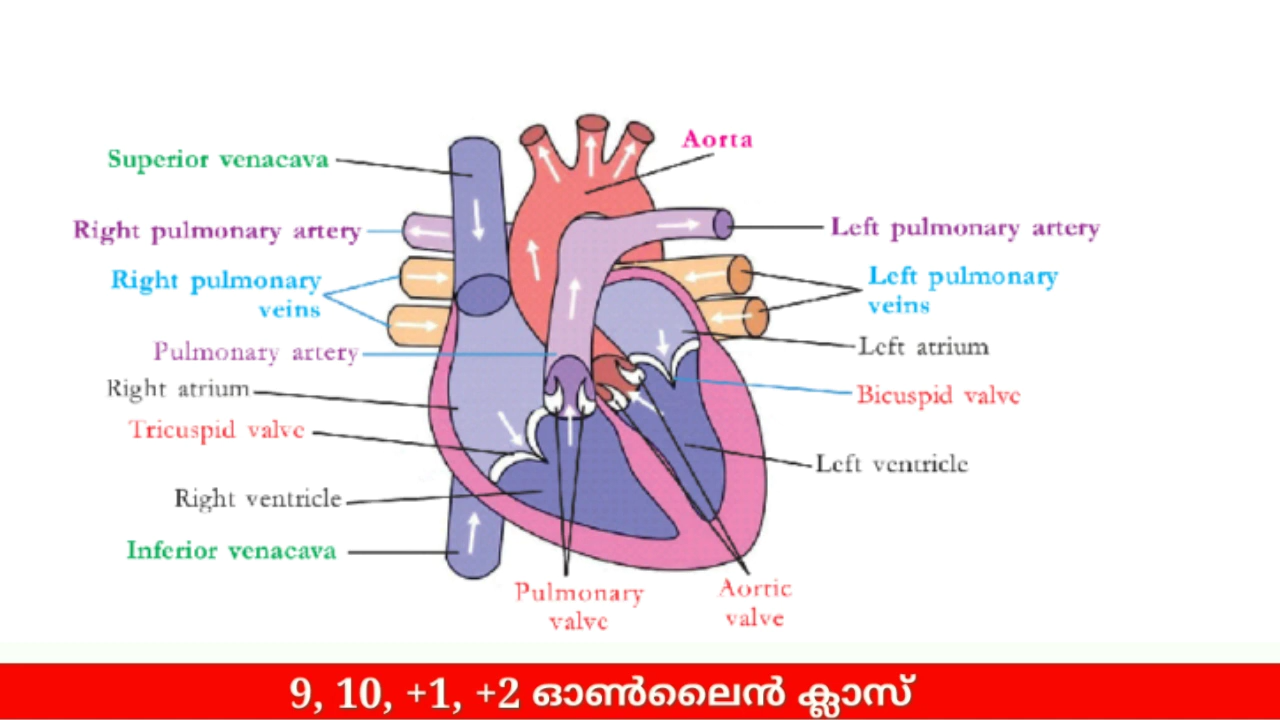 Aorta
Superior venacava
Right pulmonary artery
Left pulmonary artery
Right pulmonary
veins
Left pulmonary
veins
Pulmonary artery
Left atrium
Right atrium
Bicuspid valve
Tricuspid valve
Left ventricle
Right ventricle
Inferior venacava
Pulmonary
valve
Aortic
valve
9, 10, +1, +2 ഓൺലൈൻ ക്ലാസ്